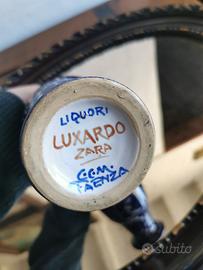 LIQUORI
LUXARDO
ZARA
C.C.M.
FAENZA
subito